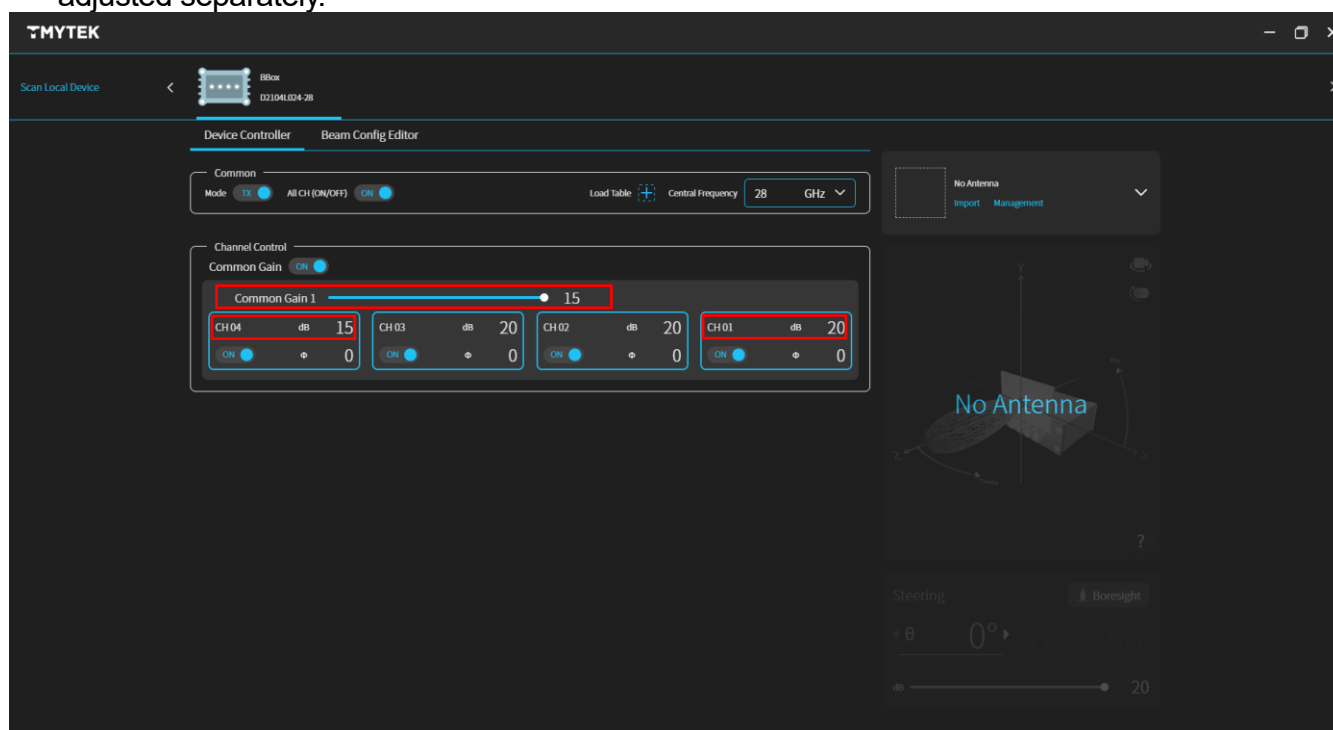 adjusted separately.
TMYTEK
Scan Local Device
BBox
D2104L024-28
Device Controller Beam Config Editor
Common
Mode TX All CH (ON/OFF) ON Load Table Central Frequency 28 GHz
No Antenna
Import Management
Channel Control
Common Gain ON
Common Gain 1 15
CH 04 dB 15 CH 03 dB 20 CH 02 dB 20 CH 01 dB 20
ON Φ 0 ON Φ 0 ON Φ 0 ON Φ 0
Y
No Antenna
Z X
?
Steering Boresight
θ 0°
dB 20